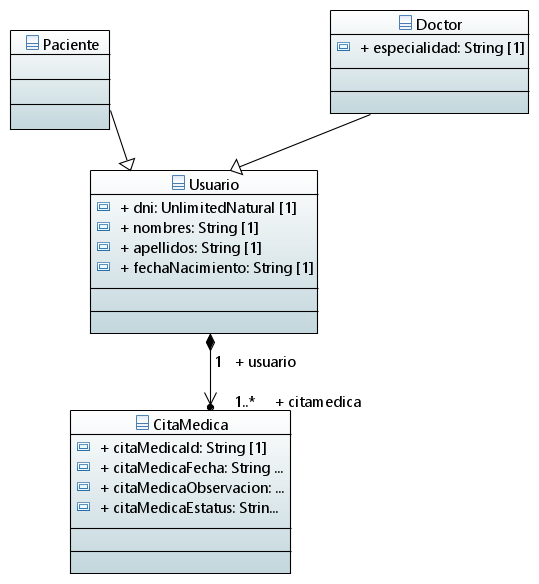 Paciente
Doctor
+ especialidad: String [1]
Usuario
+ dni: UnlimitedNatural [1]
+ nombres: String [1]
+ apellidos: String [1]
+ fechaNacimiento: String [1]
1 + usuario
1..* + citamedica
CitaMedica
+ citaMedicaId: String [1]
+ citaMedicaFecha: String ...
+ citaMedicaObservacion: ...
+ citaMedicaEstatus: Strin...